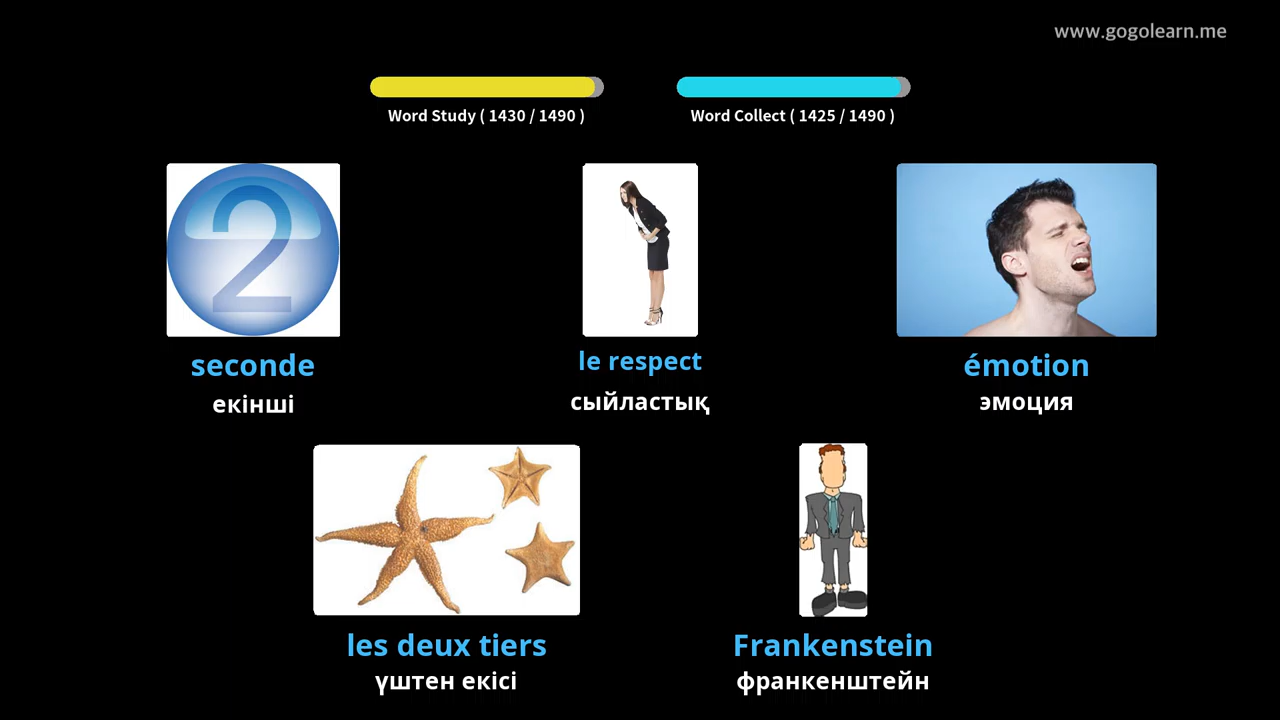 www.gogolearn.me
Word Study ( 1430 / 1490 )
Word Collect ( 1425 / 1490 )
2
seconde
екінші
le respect
сыйластық
émotion
эмоция
les deux tiers
үштен екісі
Frankenstein
франкенштейн